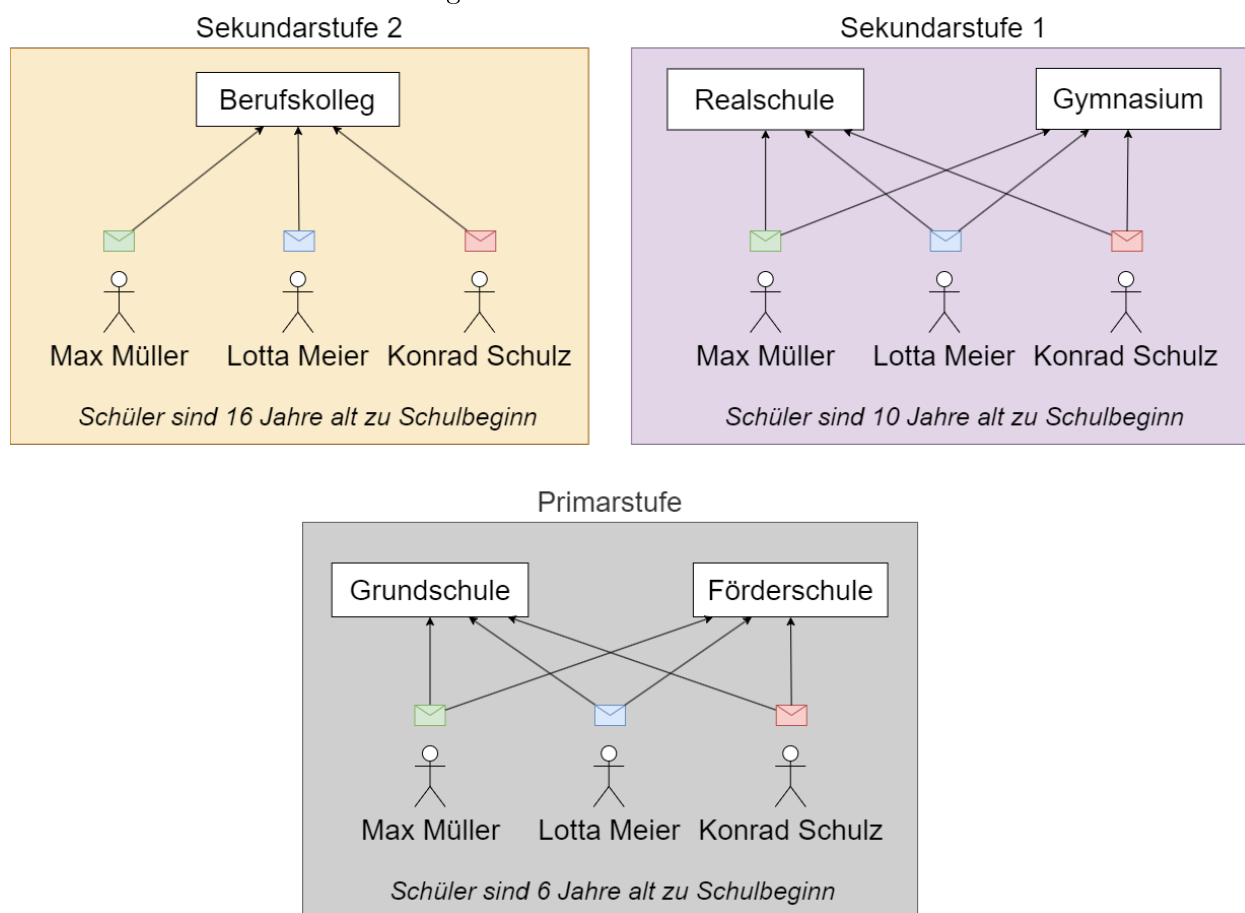 Sekundarstufe 2
Berufskolleg
Max Müller Lotta Meier Konrad Schulz
Schüler sind 16 Jahre alt zu Schulbeginn
Sekundarstufe 1
Realschule Gymnasium
Max Müller Lotta Meier Konrad Schulz
Schüler sind 10 Jahre alt zu Schulbeginn
Primarstufe
Grundschule Förderschule
Max Müller Lotta Meier Konrad Schulz
Schüler sind 6 Jahre alt zu Schulbeginn